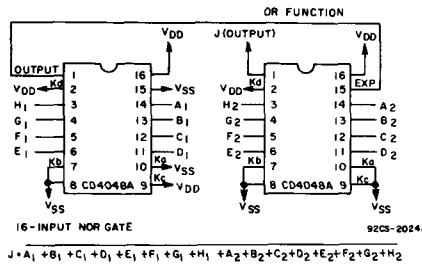 OR FUNCTION
VDD J(OUTPUT) VDD
OUTPUT Kd 1 16 Kd 1 16
VDD 2 15 VSS VDD 2 15 EXP
H1 3 14 A1 H2 3 14 A2
G1 4 13 B1 G2 4 13 B2
F1 5 12 C1 F2 5 12 C2
E1 6 11 D1 E2 6 11 D2
Kb 7 10 Ka VSS Kb 7 10 Ka
8 CD4048A 9 Kc VDD 8 CD4048A 9 Kc
VSS VSS VSS
16-INPUT NOR GATE 92CS-2024
J=A1+B1+C1+D1+E1+F1+G1+H1+A2+B2+C2+D2+E2+F2+G2+H2